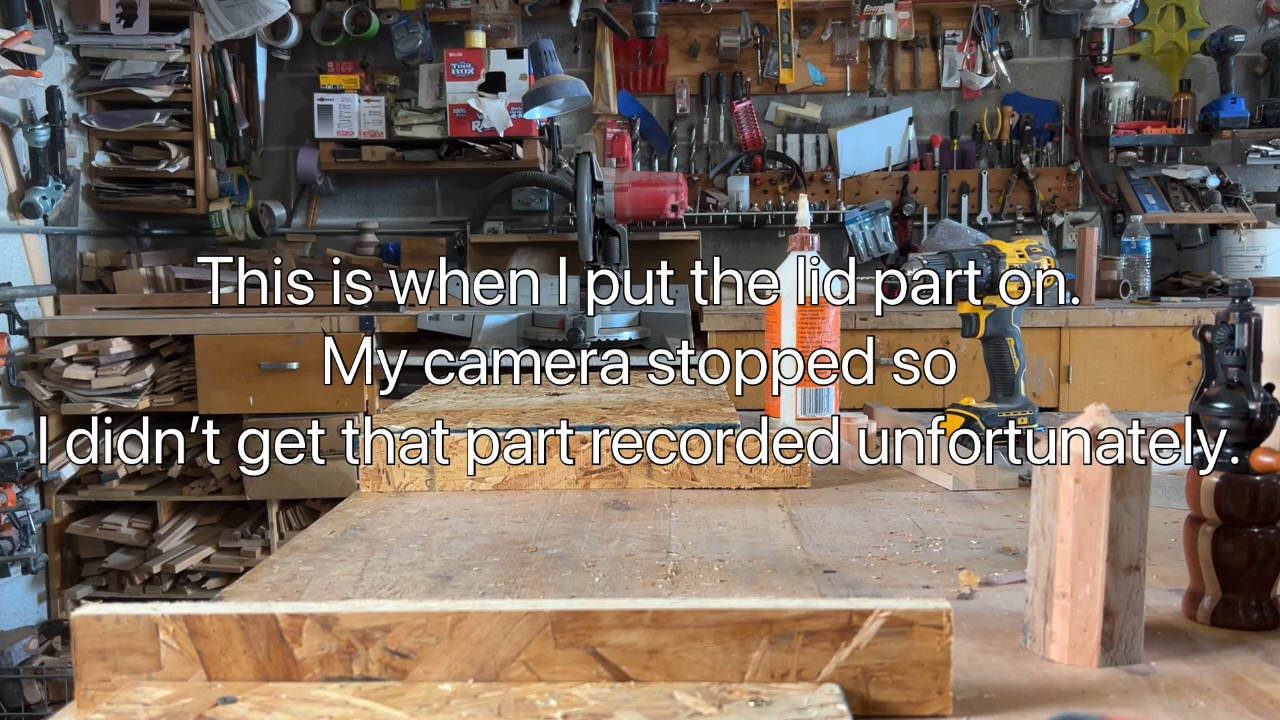 This is when I put the lid part on.
My camera stopped so
I didn’t get that part recorded unfortunately.